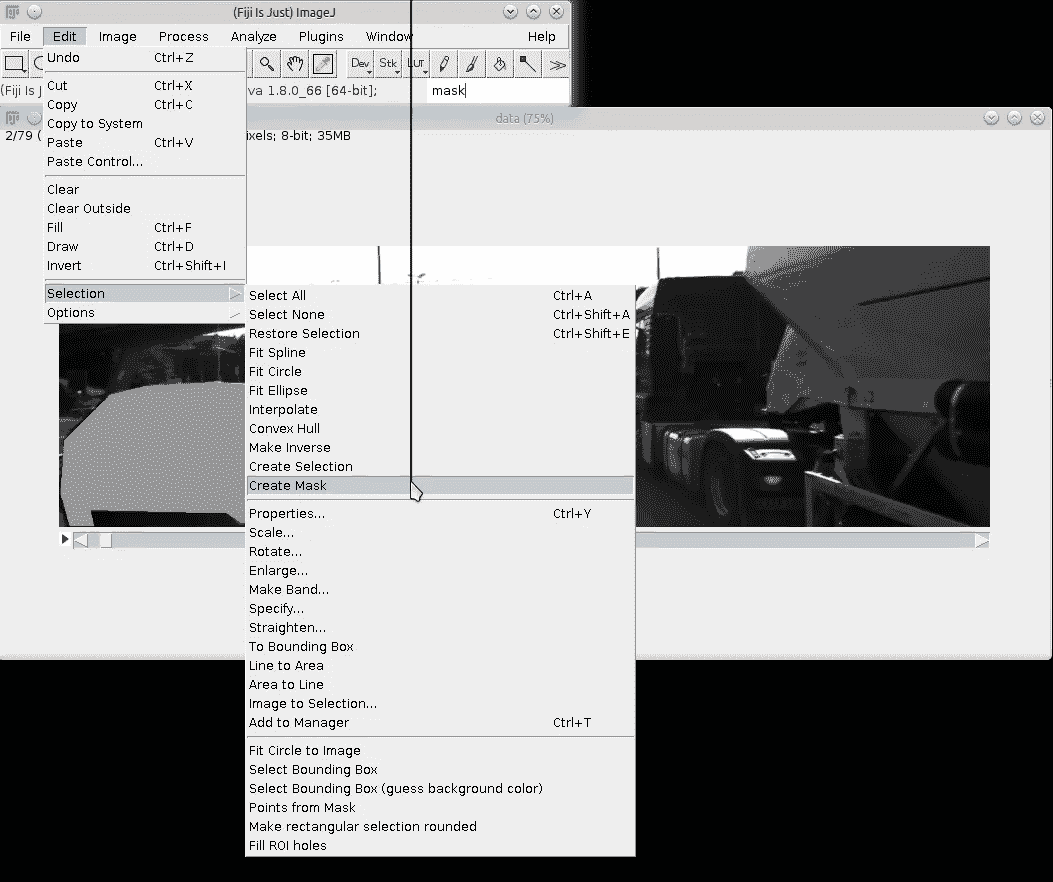 (Fiji Is Just) ImageJ
File Edit Image Process Analyze Plugins Window Help
Dev Stk LUT
(Fiji Is J va 1.8.0_66 [64-bit]; mask
data (75%)
2/79 ( ixels; 8-bit; 35MB
Undo Ctrl+Z
Cut Ctrl+X
Copy Ctrl+C
Copy to System
Paste Ctrl+V
Paste Control...
Clear
Clear Outside
Fill Ctrl+F
Draw Ctrl+D
Invert Ctrl+Shift+I
Selection
Options
Select All Ctrl+A
Select None Ctrl+Shift+A
Restore Selection Ctrl+Shift+E
Fit Spline
Fit Circle
Fit Ellipse
Interpolate
Convex Hull
Make Inverse
Create Selection
Create Mask
Properties... Ctrl+Y
Scale...
Rotate...
Enlarge...
Make Band...
Specify...
Straighten...
To Bounding Box
Line to Area
Area to Line
Image to Selection...
Add to Manager Ctrl+T
Fit Circle to Image
Select Bounding Box
Select Bounding Box (guess background color)
Points from Mask
Make rectangular selection rounded
Fill ROI holes